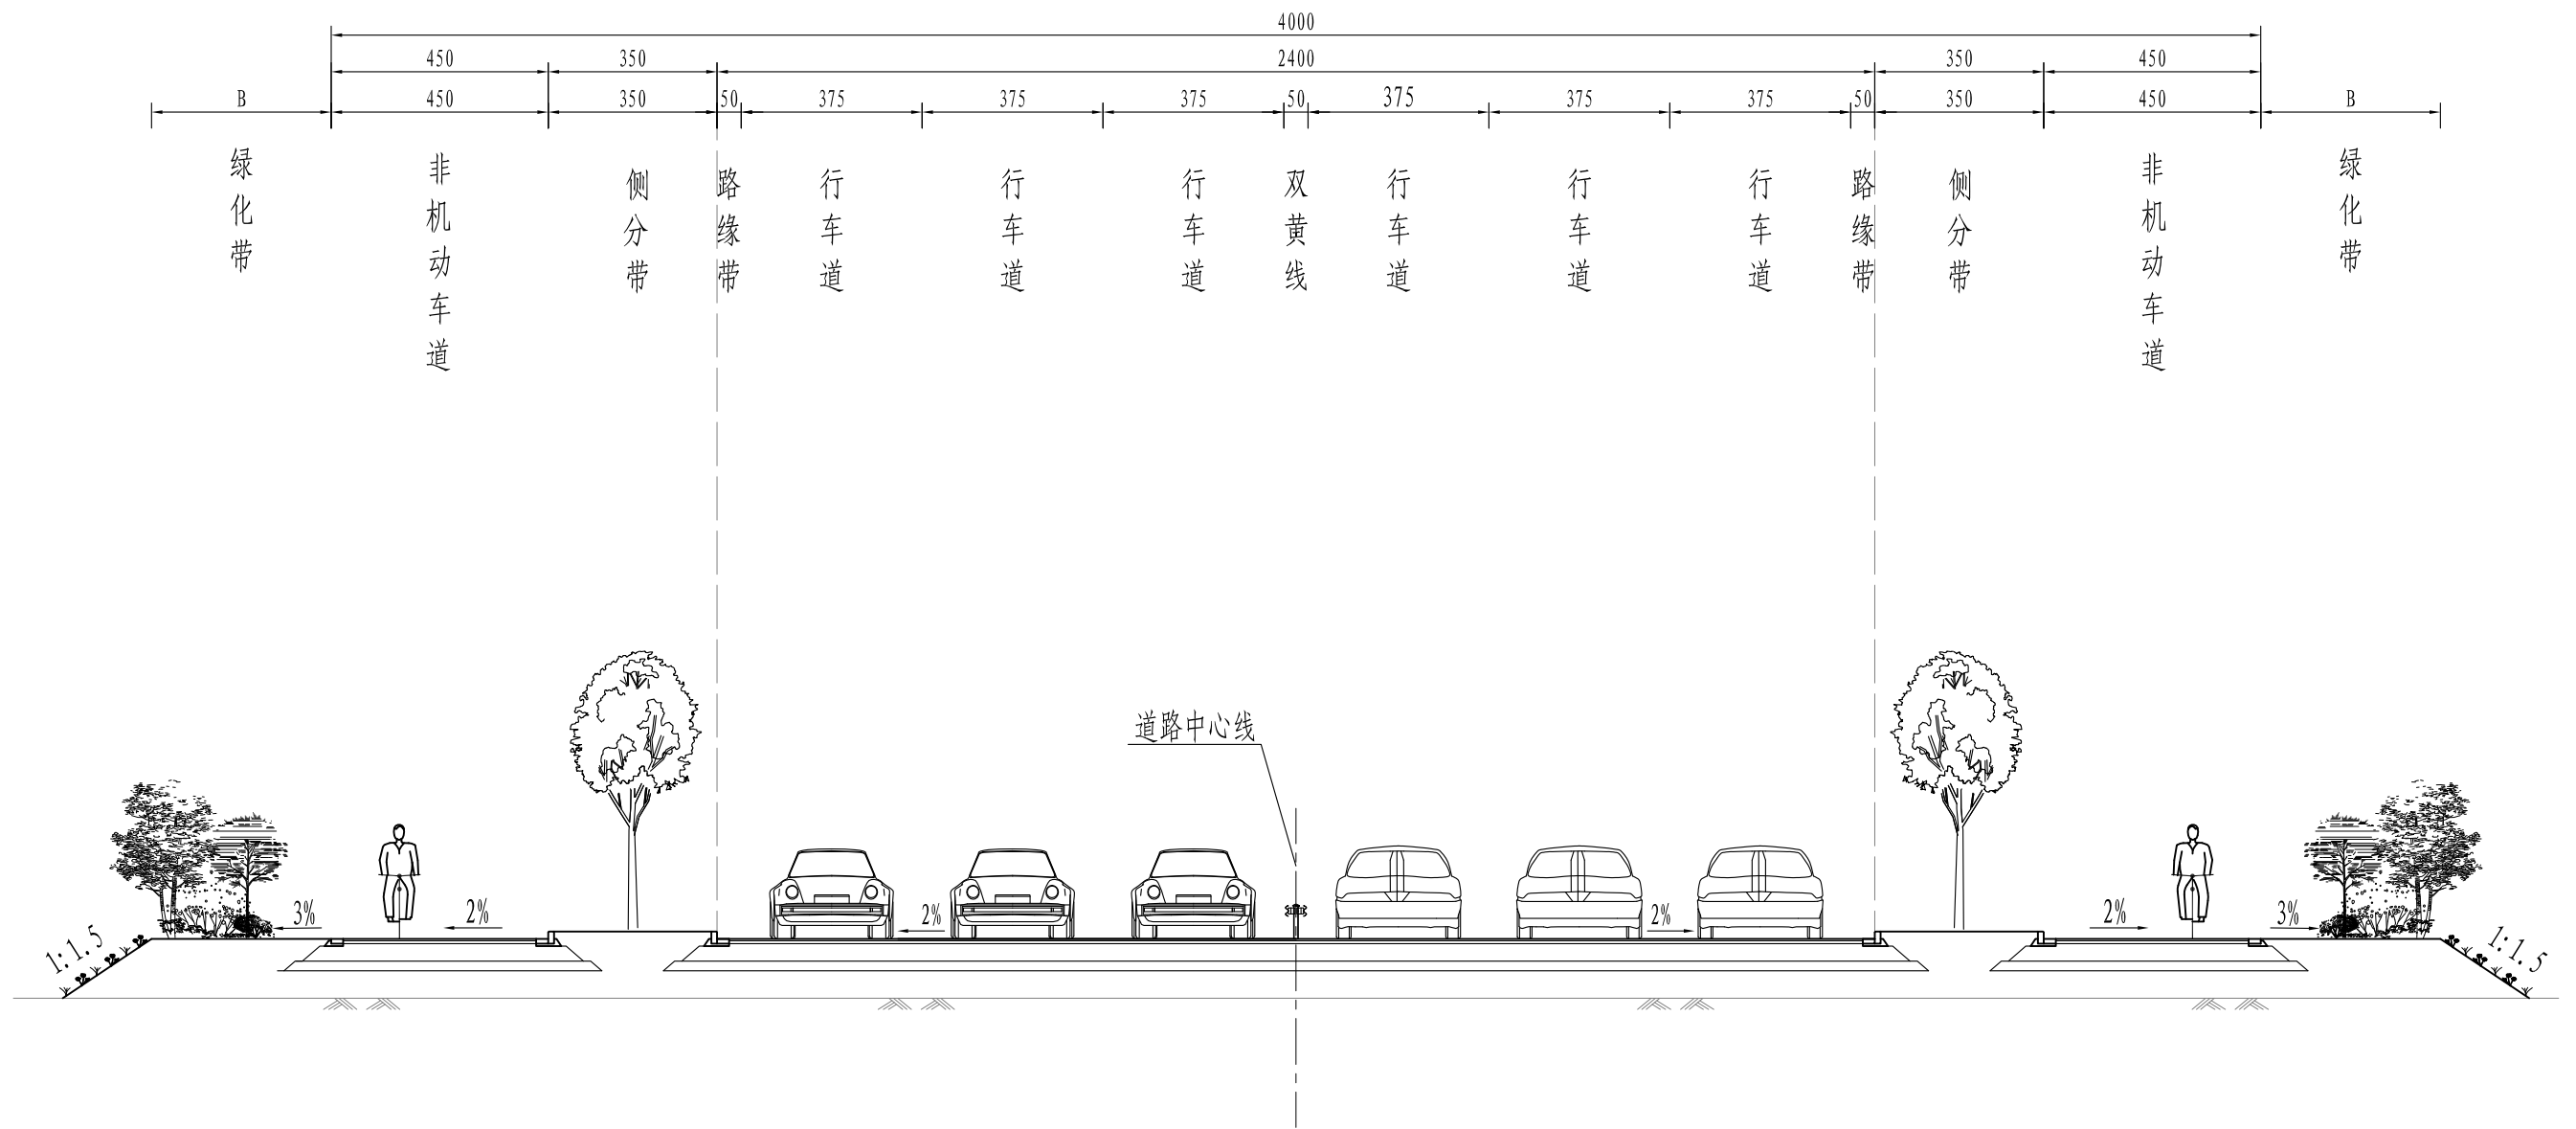 4000
450 350 2400 350 450
B 450 350 50 375 375 375 50 375 375 375 50 350 450 B
绿化带
非机动车道
侧分带
路缘带
行车道
行车道
行车道
双黄线
行车道
行车道
行车道
路缘带
侧分带
非机动车道
绿化带
道路中心线
3% 2% 2% 2% 2% 3%
1:1.5 1:1.5